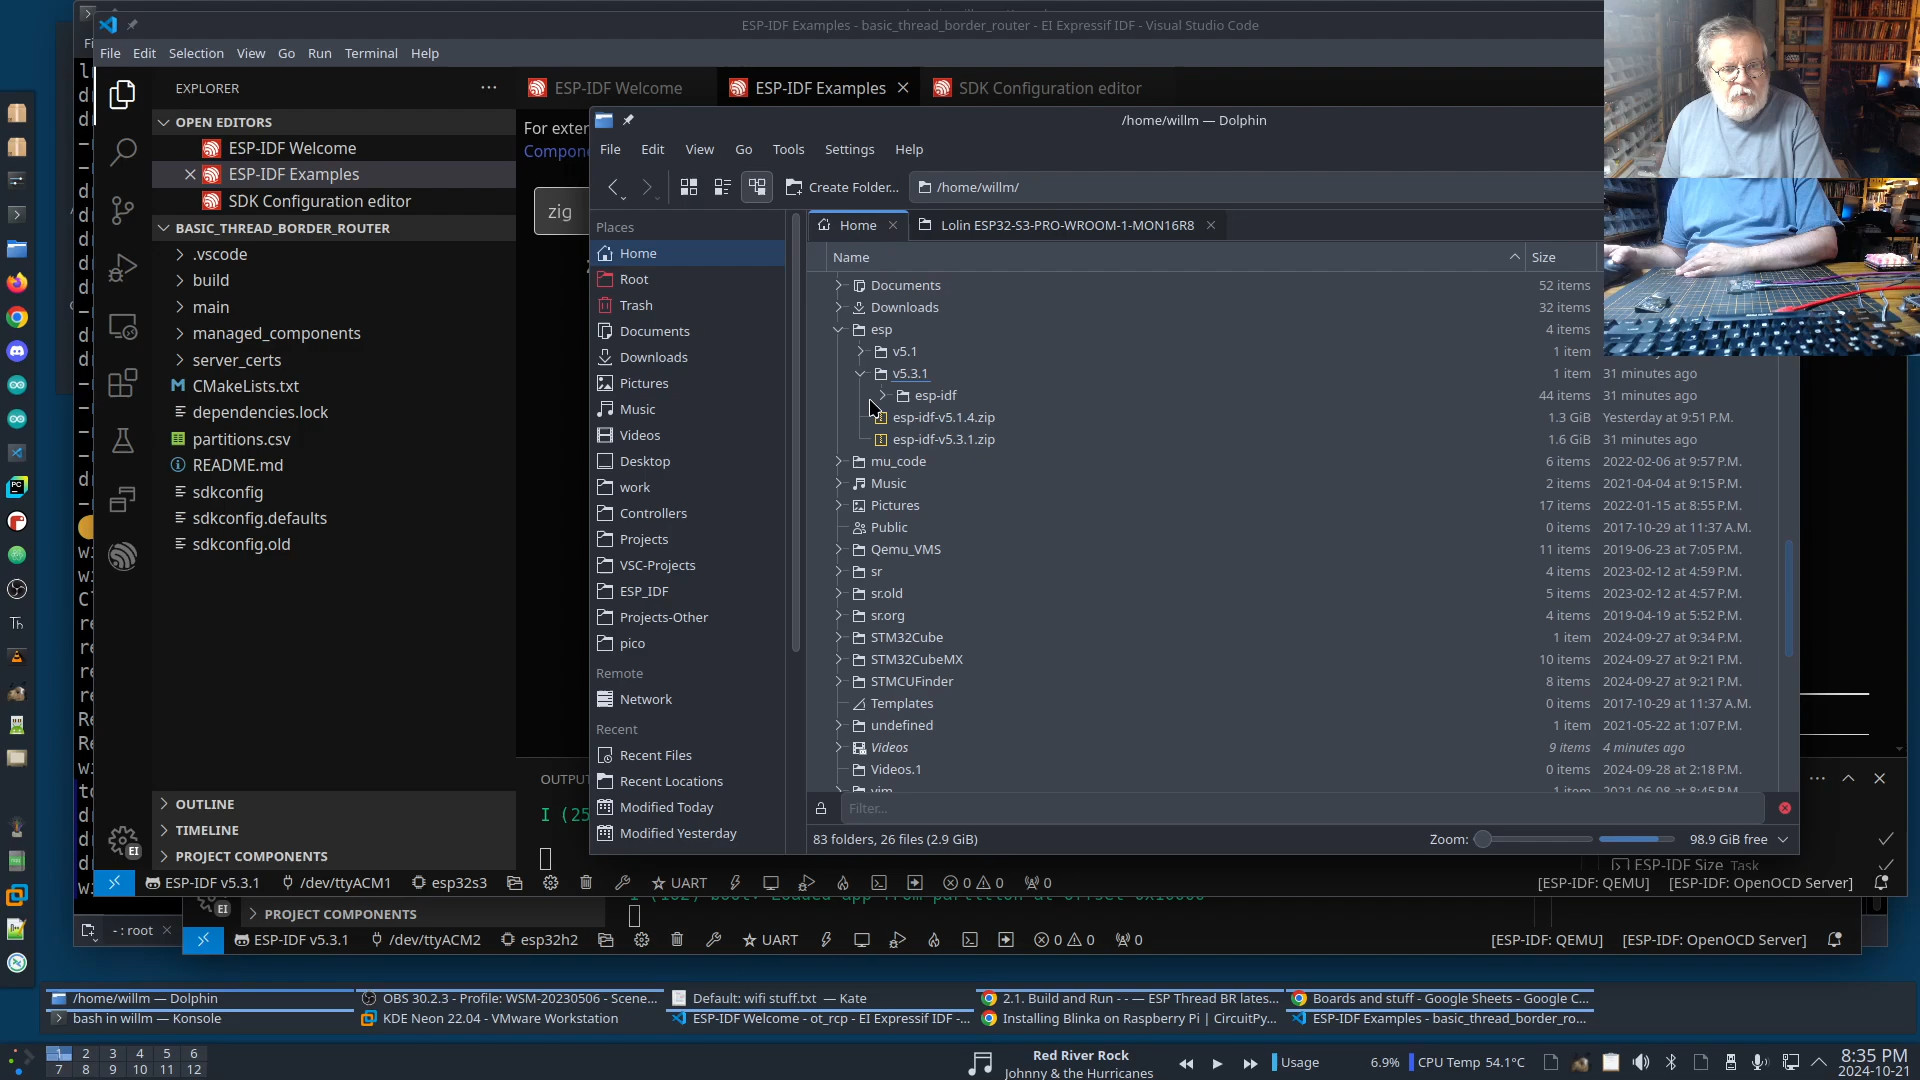 ESP-IDF Examples - basic_thread_border_router - EI Expressif IDF - Visual Studio Code
File Edit Selection View Go Run Terminal Help
EXPLORER
ESP-IDF Welcome
ESP-IDF Examples
SDK Configuration editor
OPEN EDITORS
ESP-IDF Welcome
ESP-IDF Examples
SDK Configuration editor
BASIC_THREAD_BORDER_ROUTER
.vscode
build
main
managed_components
server_certs
CMakeLists.txt
dependencies.lock
partitions.csv
README.md
sdkconfig
sdkconfig.defaults
sdkconfig.old
OUTLINE
TIMELINE
PROJECT COMPONENTS
For exter
Compone
zig
OUTPU
I (25
/home/willm — Dolphin
File Edit View Go Tools Settings Help
Create Folder... /home/willm/
Places
Home
Root
Trash
Documents
Downloads
Pictures
Music
Videos
Desktop
work
Controllers
Projects
VSC-Projects
ESP_IDF
Projects-Other
pico
Remote
Network
Recent
Recent Files
Recent Locations
Modified Today
Modified Yesterday
Home Lolin ESP32-S3-PRO-WROOM-1-MON16R8
Name Size
Documents 52 items
Downloads 32 items
esp 4 items
v5.1 1 item
v5.3.1 1 item 31 minutes ago
esp-idf 44 items 31 minutes ago
esp-idf-v5.1.4.zip 1.3 GiB Yesterday at 9:51 P.M.
esp-idf-v5.3.1.zip 1.6 GiB 31 minutes ago
mu_code 6 items 2022-02-06 at 9:57 P.M.
Music 2 items 2021-04-04 at 9:15 P.M.
Pictures 17 items 2022-01-15 at 8:55 P.M.
Public 0 items 2017-10-29 at 11:37 A.M.
Qemu_VMS 11 items 2019-06-23 at 7:05 P.M.
sr 4 items 2023-02-12 at 4:59 P.M.
sr.old 5 items 2023-02-12 at 4:57 P.M.
sr.org 4 items 2019-04-19 at 5:52 P.M.
STM32Cube 1 item 2024-09-27 at 9:34 P.M.
STM32CubeMX 10 items 2024-09-27 at 9:21 P.M.
STMCUFinder 8 items 2024-09-27 at 9:21 P.M.
Templates 0 items 2017-10-29 at 11:37 A.M.
undefined 1 item 2021-05-22 at 1:07 P.M.
Videos 9 items 4 minutes ago
Videos.1 0 items 2024-09-28 at 2:18 P.M.
vim 1 item 2021-06-08 at 8:45 P.M.
Filter...
83 folders, 26 files (2.9 GiB) Zoom: 98.9 GiB free
ESP-IDF Size Task
ESP-IDF v5.3.1 /dev/ttyACM1 esp32s3 UART 0 0 0 [ESP-IDF: QEMU] [ESP-IDF: OpenOCD Server]
EI PROJECT COMPONENTS
- : root
ESP-IDF v5.3.1 /dev/ttyACM2 esp32h2 UART 0 0 0 [ESP-IDF: QEMU] [ESP-IDF: OpenOCD Server]
/home/willm — Dolphin
OBS 30.2.3 - Profile: WSM-20230506 - Scene...
Default: wifi stuff.txt — Kate
2.1. Build and Run - - — ESP Thread BR lates...
Boards and stuff - Google Sheets - Google C...
bash in willm — Konsole
KDE Neon 22.04 - VMware Workstation
ESP-IDF Welcome - ot_rcp - EI Expressif IDF -...
Installing Blinka on Raspberry Pi | CircuitPy...
ESP-IDF Examples - basic_thread_border_ro...
1 2 3 4 5 6
7 8 9 10 11 12
Red River Rock
Johnny & the Hurricanes
Usage 6.9% CPU Temp 54.1°C
8:35 PM
2024-10-21